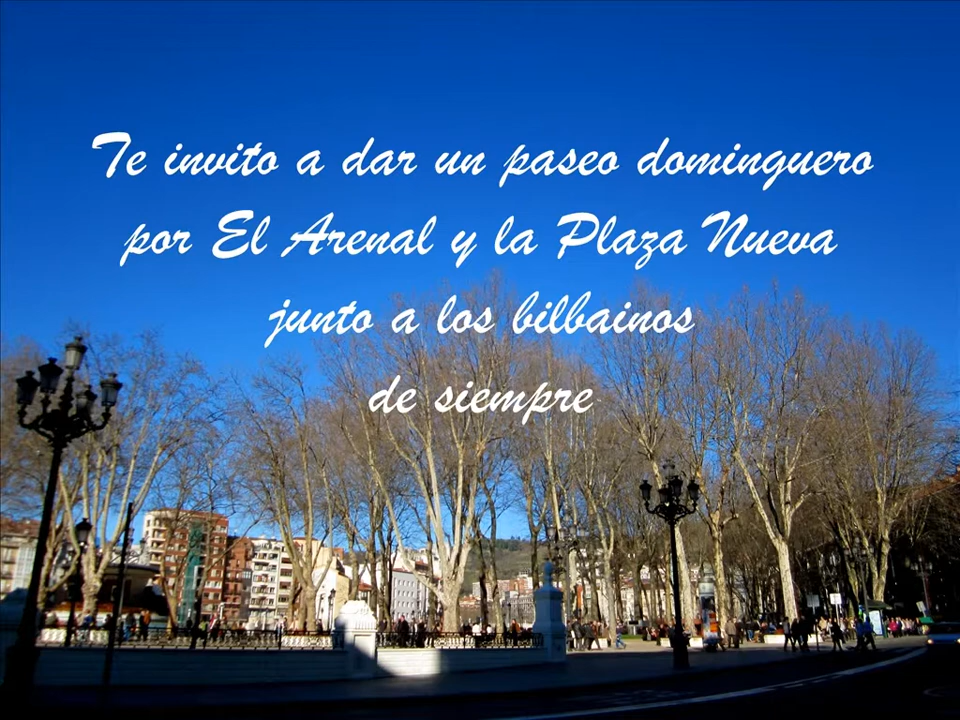 Te invito a dar un paseo dominguero
por El Arenal y la Plaza Nueva
junto a los bilbainos
de siempre